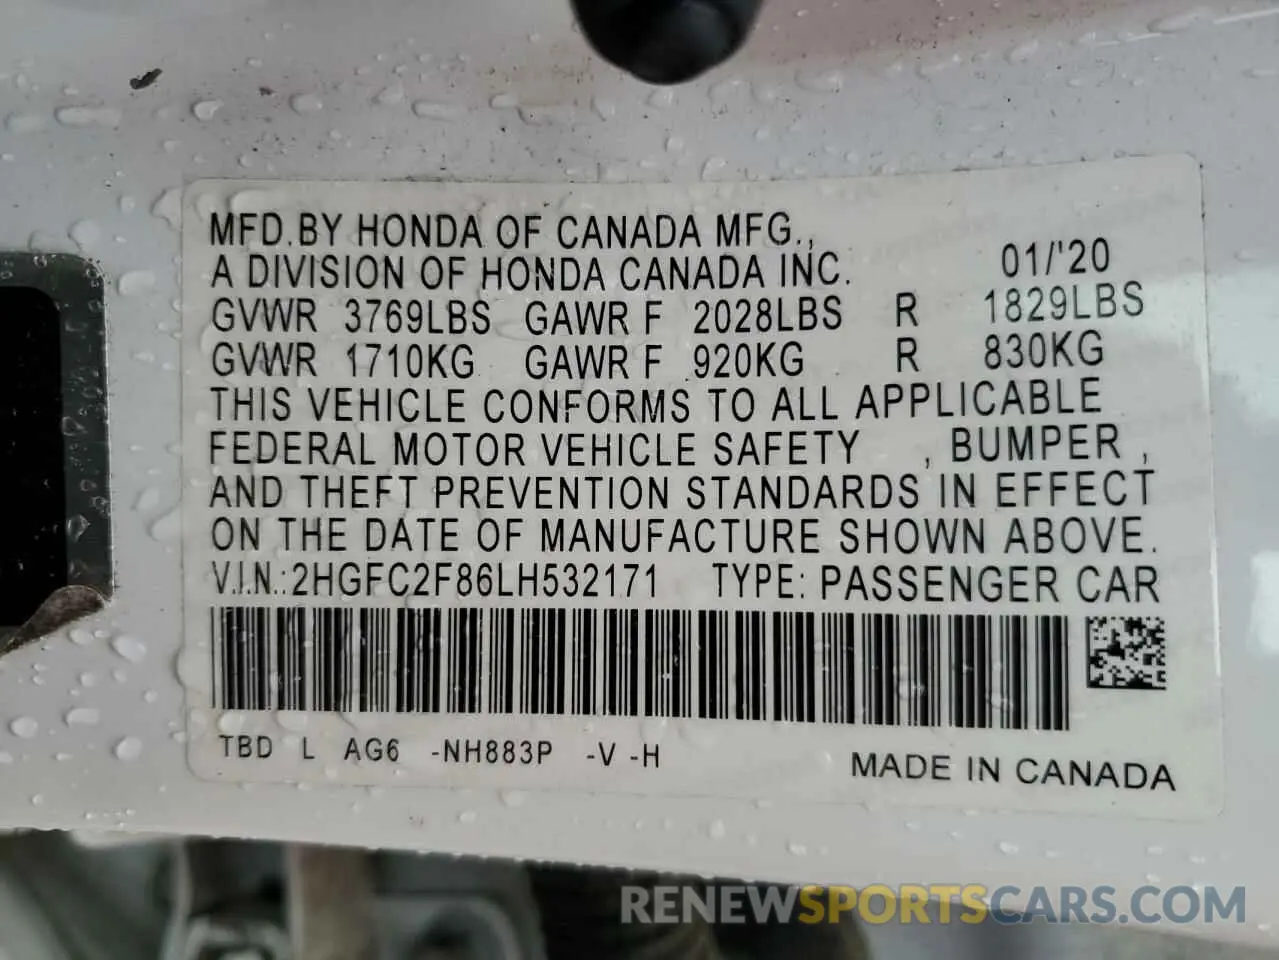 MFD.BY HONDA OF CANADA MFG.,
A DIVISION OF HONDA CANADA INC. 01/'20
GVWR 3769LBS GAWR F 2028LBS R 1829LBS
GVWR 1710KG GAWR F 920KG R 830KG
THIS VEHICLE CONFORMS TO ALL APPLICABLE
FEDERAL MOTOR VEHICLE SAFETY , BUMPER ,
AND THEFT PREVENTION STANDARDS IN EFFECT
ON THE DATE OF MANUFACTURE SHOWN ABOVE.
V.I.N.:2HGFC2F86LH532171 TYPE: PASSENGER CAR
TBD L AG6 -NH883P -V -H MADE IN CANADA
RENEWSPORTSCARS.COM